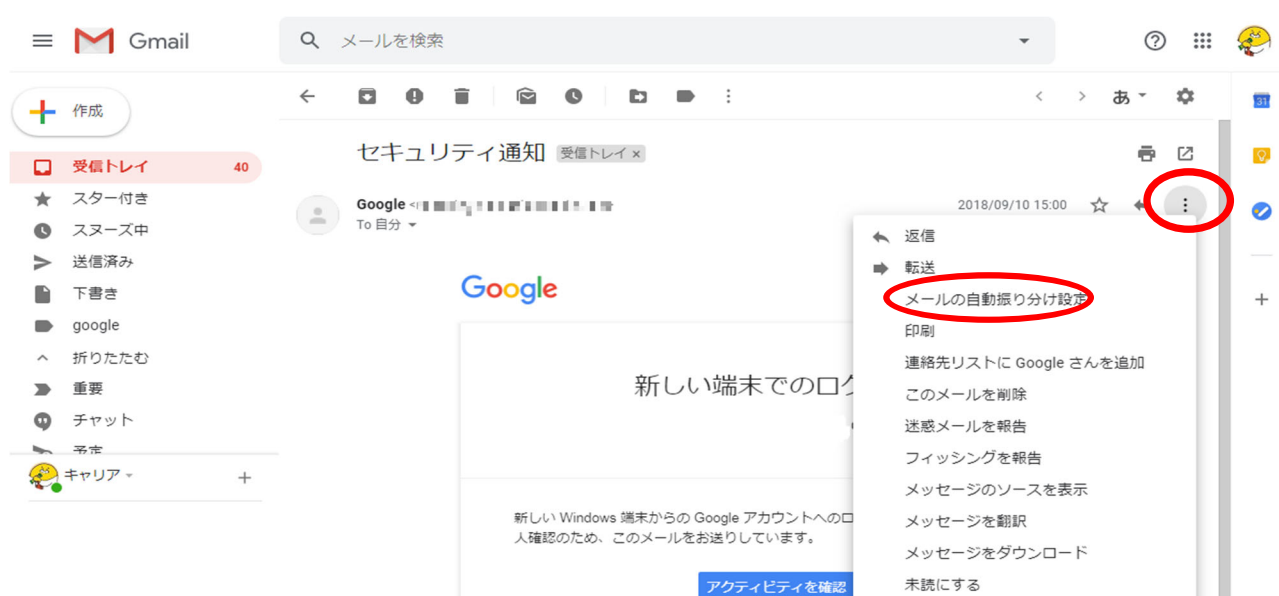 Gmail
メールを検索
作成
あ
31
セキュリティ通知 受信トレイ ×
受信トレイ 40
スター付き
スヌーズ中
送信済み
下書き
google
折りたたむ
重要
チャット
予定
キャリア
Google
2018/09/10 15:00
To 自分
Google
新しい端末でのログ
新しい Windows 端末からの Google アカウントへのロ
人確認のため、このメールをお送りしています。
アクティビティを確認
返信
転送
メールの自動振り分け設定
印刷
連絡先リストに Google さんを追加
このメールを削除
迷惑メールを報告
フィッシングを報告
メッセージのソースを表示
メッセージを翻訳
メッセージをダウンロード
未読にする